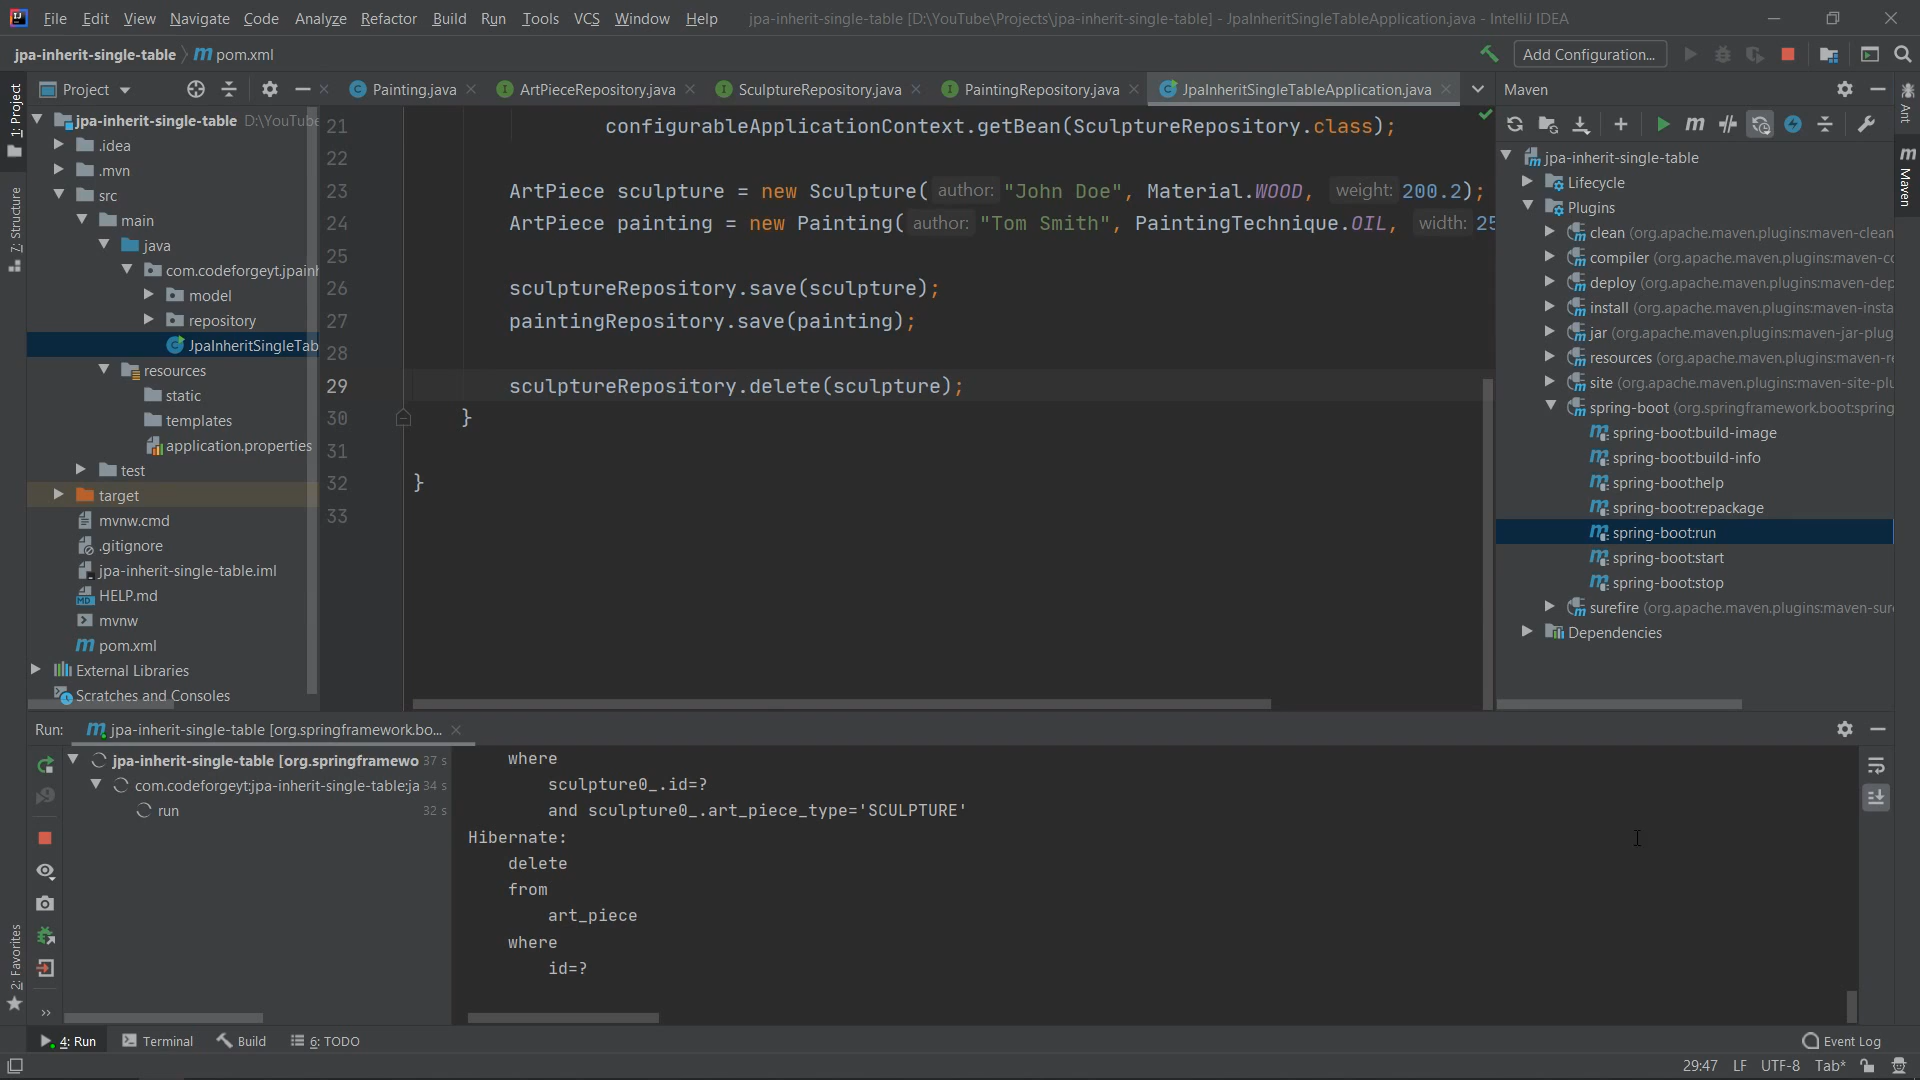 File Edit View Navigate Code Analyze Refactor Build Run Tools VCS Window Help jpa-inherit-single-table [D:\YouTube\Projects\jpa-inherit-single-table] - JpaInheritSingleTableApplication.java - IntelliJ IDEA
jpa-inherit-single-table pom.xml Add Configuration...
Project Painting.java ArtPieceRepository.java SculptureRepository.java PaintingRepository.java JpaInheritSingleTableApplication.java Maven
1: Project
7: Structure
2: Favorites
jpa-inherit-single-table D:\YouTube
.idea
.mvn
src
main
java
com.codeforgeyt.jpainh
model
repository
JpaInheritSingleTab
resources
static
templates
application.properties
test
target
mvnw.cmd
.gitignore
jpa-inherit-single-table.iml
HELP.md
mvnw
pom.xml
External Libraries
Scratches and Consoles
21 configurableApplicationContext.getBean(SculptureRepository.class);
22
23 ArtPiece sculpture = new Sculpture( author: "John Doe", Material.WOOD, weight: 200.2);
24 ArtPiece painting = new Painting( author: "Tom Smith", PaintingTechnique.OIL, width: 25
25
26 sculptureRepository.save(sculpture);
27 paintingRepository.save(painting);
28
29 sculptureRepository.delete(sculpture);
30 }
31
32 }
33
jpa-inherit-single-table
Lifecycle
Plugins
clean (org.apache.maven.plugins:maven-clean
compiler (org.apache.maven.plugins:maven-co
deploy (org.apache.maven.plugins:maven-dep
install (org.apache.maven.plugins:maven-insta
jar (org.apache.maven.plugins:maven-jar-plug
resources (org.apache.maven.plugins:maven-re
site (org.apache.maven.plugins:maven-site-plu
spring-boot (org.springframework.boot:spring
spring-boot:build-image
spring-boot:build-info
spring-boot:help
spring-boot:repackage
spring-boot:run
spring-boot:start
spring-boot:stop
surefire (org.apache.maven.plugins:maven-sure
Dependencies
Ant
Maven
Run: jpa-inherit-single-table [org.springframework.bo...
jpa-inherit-single-table [org.springframewo 37 s
com.codeforgeyt:jpa-inherit-single-table:ja 34 s
run 32 s
where
sculpture0_.id=?
and sculpture0_.art_piece_type='SCULPTURE'
Hibernate:
delete
from
art_piece
where
id=?
4: Run Terminal Build 6: TODO Event Log
29:47 LF UTF-8 Tab*